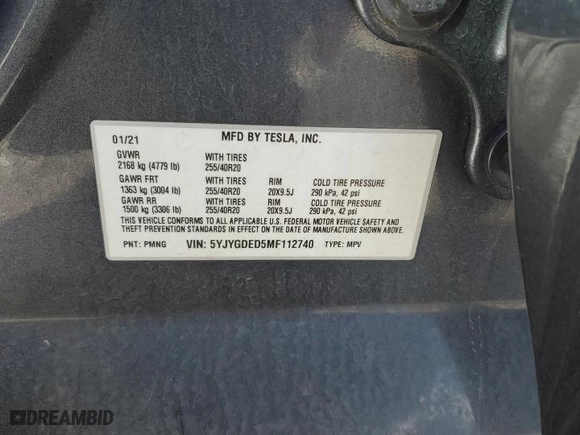 01/21 MFD BY TESLA, INC.
GVWR WITH TIRES
2168 kg (4779 lb) 255/40R20
GAWR FRT WITH TIRES RIM COLD TIRE PRESSURE
1363 kg (3004 lb) 255/40R20 20X9.5J 290 kPa, 42 psi
GAWR RR WITH TIRES RIM COLD TIRE PRESSURE
1500 kg (3306 lb) 255/40R20 20X9.5J 290 kPa, 42 psi
THIS VEHICLE CONFORMS TO ALL APPLICABLE U.S. FEDERAL MOTOR VEHICLE SAFETY AND
THEFT PREVENTION STANDARDS IN EFFECT ON THE DATE OF MANUFACTURE SHOWN ABOVE.
PNT: PMNG VIN: 5YJYGDED5MF112740 TYPE: MPV
DREAMBID